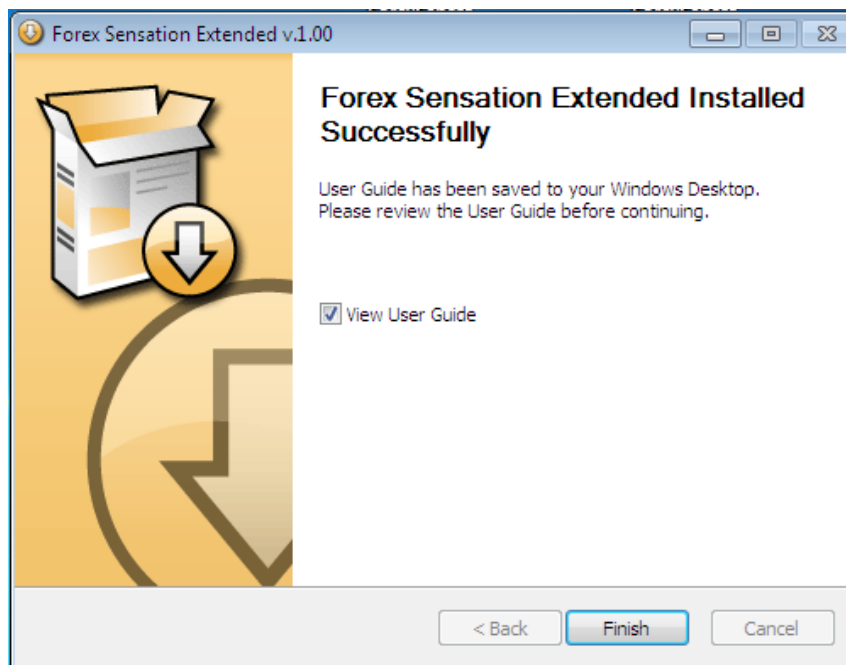 Forex Sensation Extended v.1.00
Forex Sensation Extended Installed
Successfully
User Guide has been saved to your Windows Desktop.
Please review the User Guide before continuing.
View User Guide
< Back
Finish
Cancel